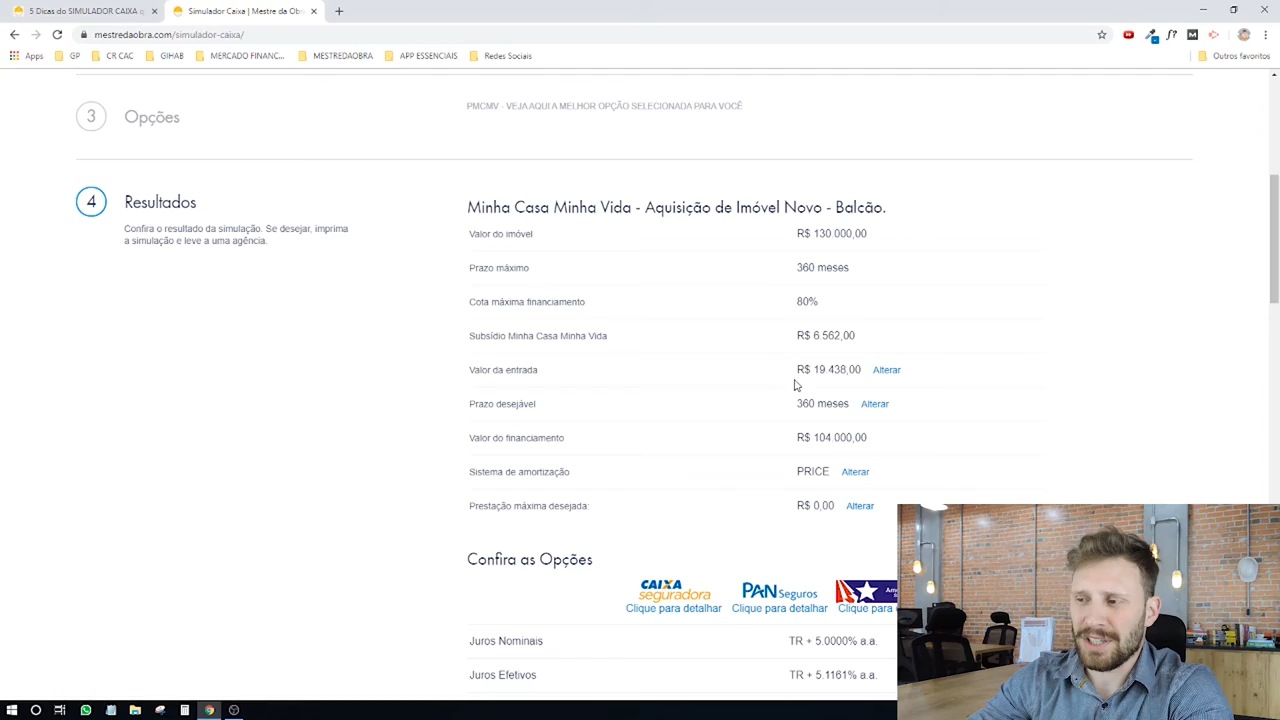 5 Dicas do SIMULADOR CAIXA q
Simulador Caixa | Mestre da Obr
mestredaobra.com/simulador-caixa/
Apps
GP
CR CAC
GIHAB
MERCADO FINANC...
MESTREDAOBRA
APP ESSENCIAIS
Redes Sociais
Outros favoritos
3
Opções
PMCMV - VEJA AQUI A MELHOR OPÇÃO SELECIONADA PARA VOCÊ
4
Resultados
Confira o resultado da simulação. Se desejar, imprima
a simulação e leve a uma agência.
Minha Casa Minha Vida - Aquisição de Imóvel Novo - Balcão.
Valor do imóvel R$ 130.000,00
Prazo máximo 360 meses
Cota máxima financiamento 80%
Subsídio Minha Casa Minha Vida R$ 6.562,00
Valor da entrada R$ 19.438,00 Alterar
Prazo desejável 360 meses Alterar
Valor do financiamento R$ 104.000,00
Sistema de amortização PRICE Alterar
Prestação máxima desejada: R$ 0,00 Alterar
Confira as Opções
CAIXA
seguradora
PAN Seguros
Clique para detalhar
Clique para detalhar
Clique para
Juros Nominais TR + 5.0000% a.a.
Juros Efetivos TR + 5.1161% a.a.